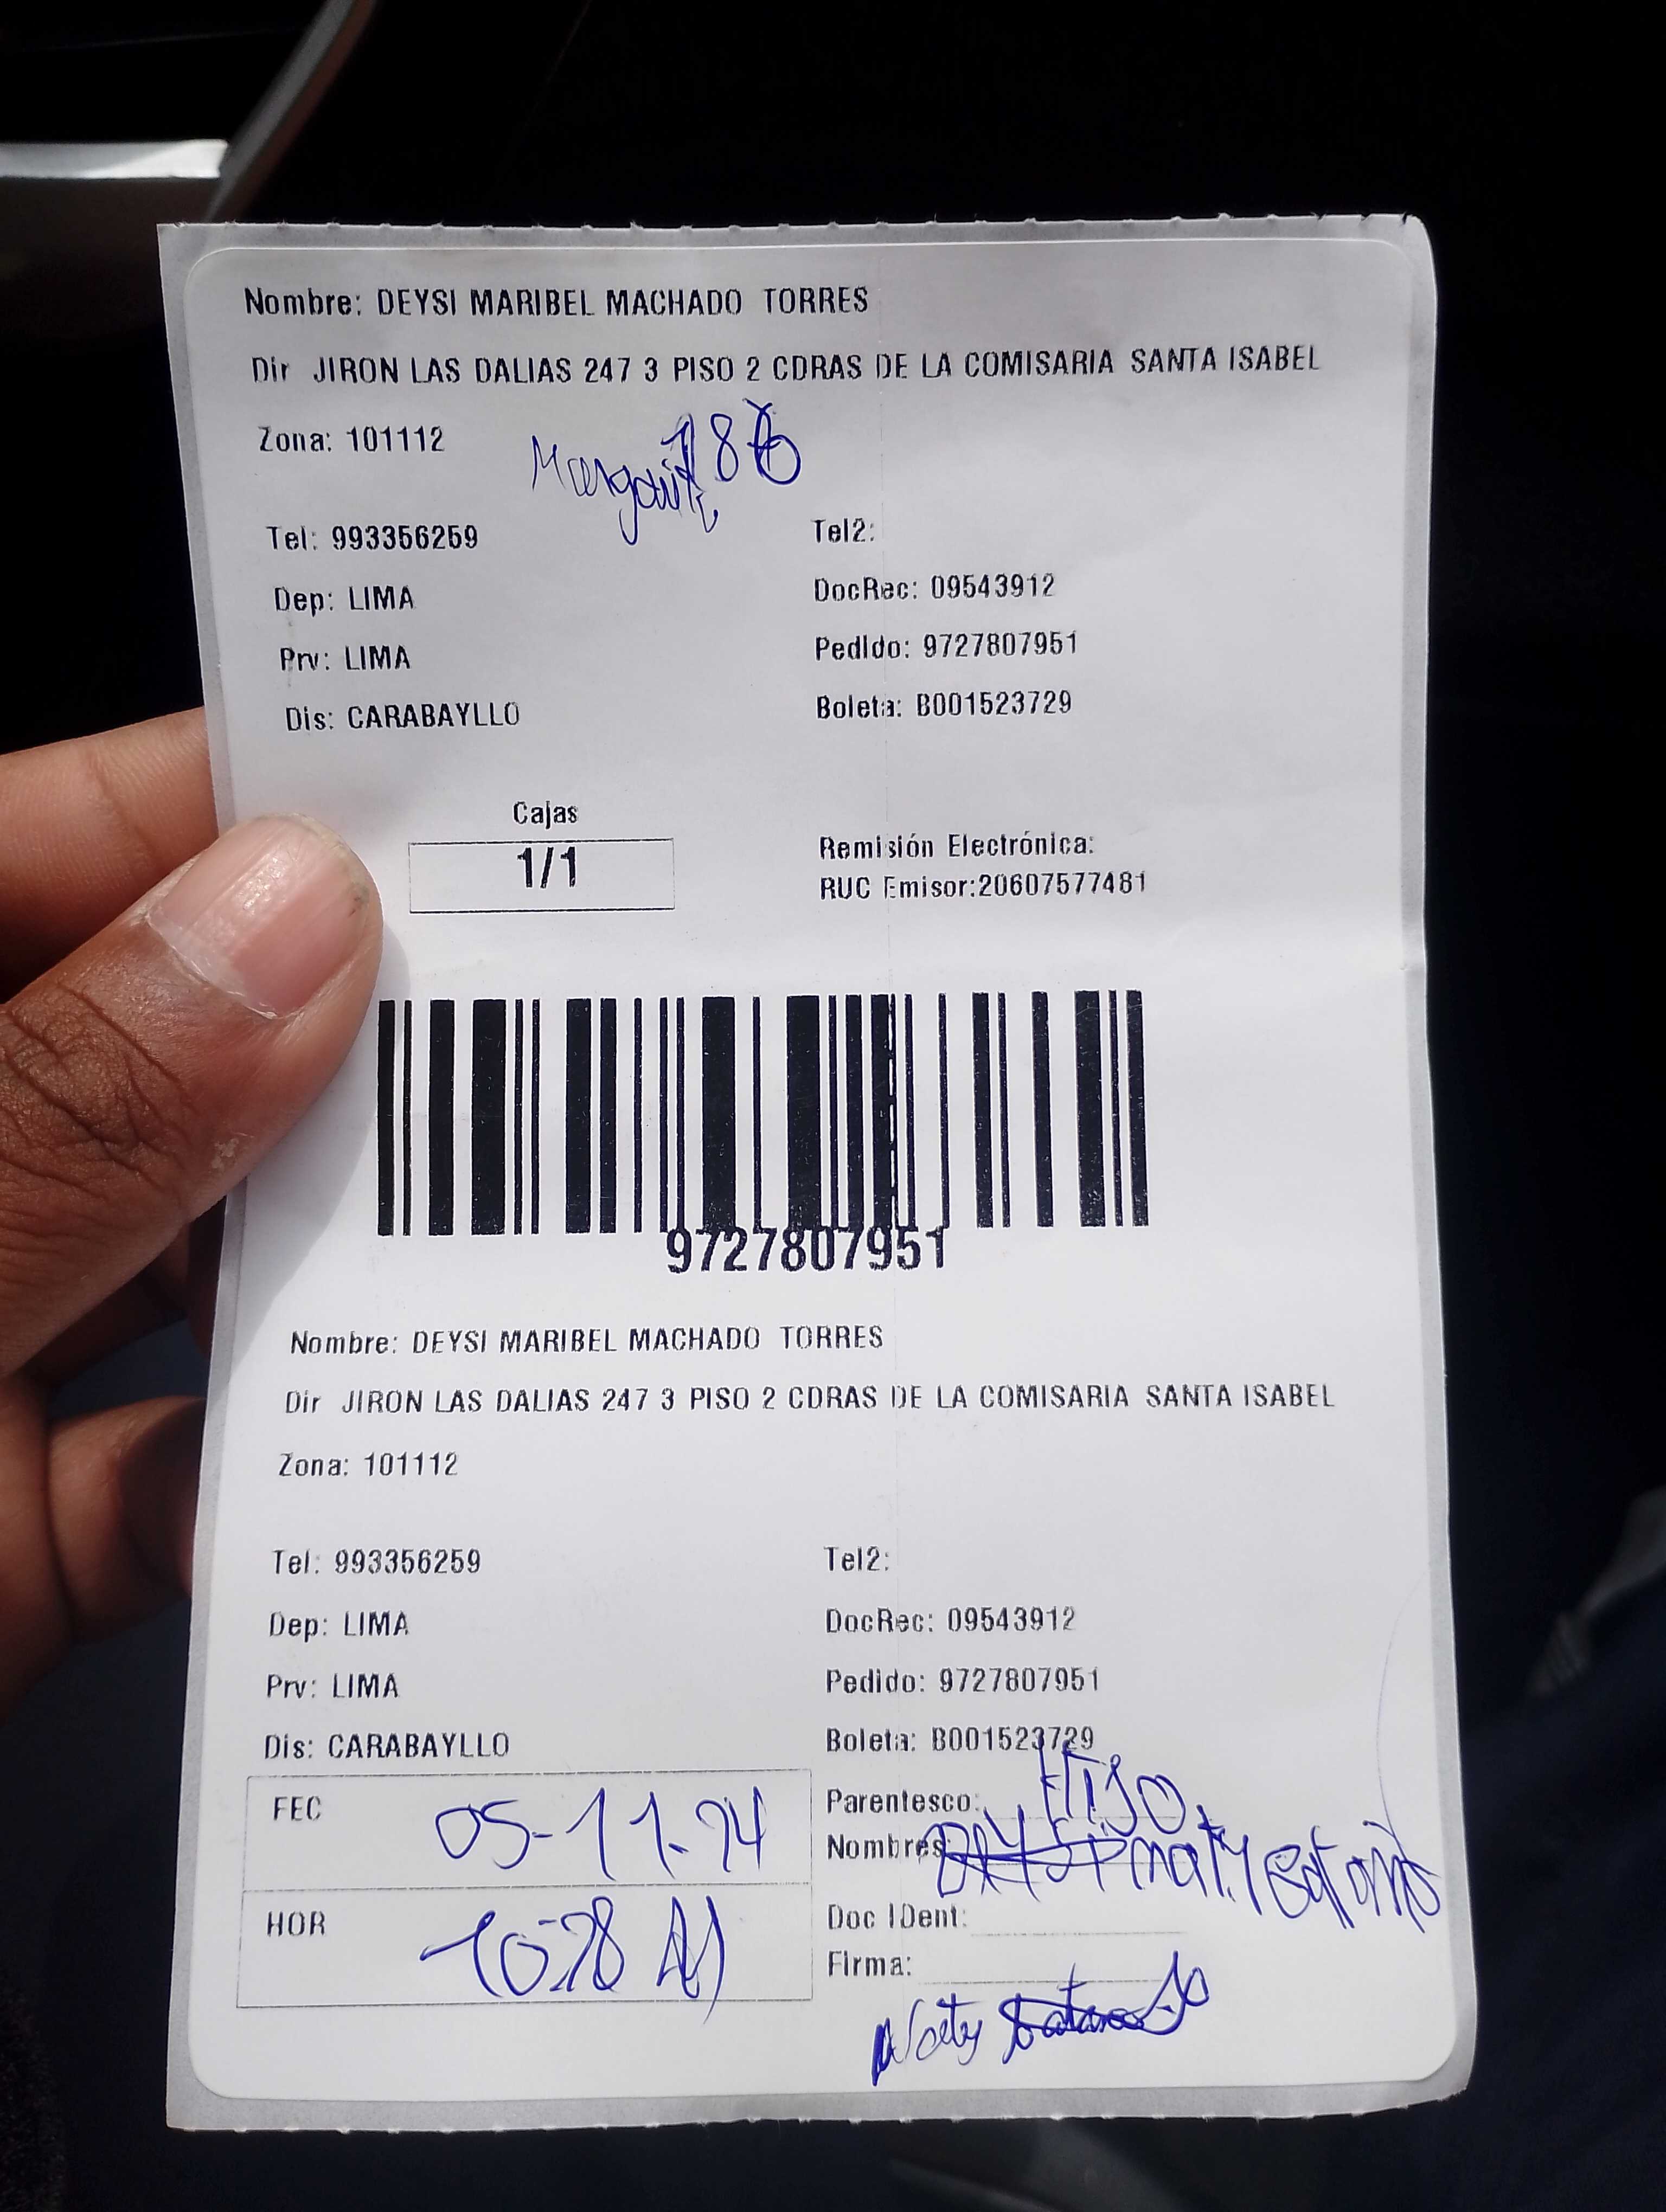 Nombre: DEYSI MARIBEL MACHADO TORRES
Dir JIRON LAS DALIAS 247 3 PISO 2 CDRAS DE LA COMISARIA SANTA ISABEL
Zona: 101112
Tel: 993356259 Tel2:
Dep: LIMA DocRec: 09543912
Prv: LIMA Pedido: 9727807951
Dis: CARABAYLLO Boleta: B001523729
Cajas
1/1
Remisión Electrónica:
RUC Emisor:20607577481
9727807951
Nombre: DEYSI MARIBEL MACHADO TORRES
Dir JIRON LAS DALIAS 247 3 PISO 2 CDRAS DE LA COMISARIA SANTA ISABEL
Zona: 101112
Tel: 993356259 Tel2:
Dep: LIMA DocRec: 09543912
Prv: LIMA Pedido: 9727807951
Dis: CARABAYLLO Boleta: B001523729
FEC 05-11-24
Parentesco: HIJO
Nombres:
HOR 10:28
Doc IDent:
Firma: